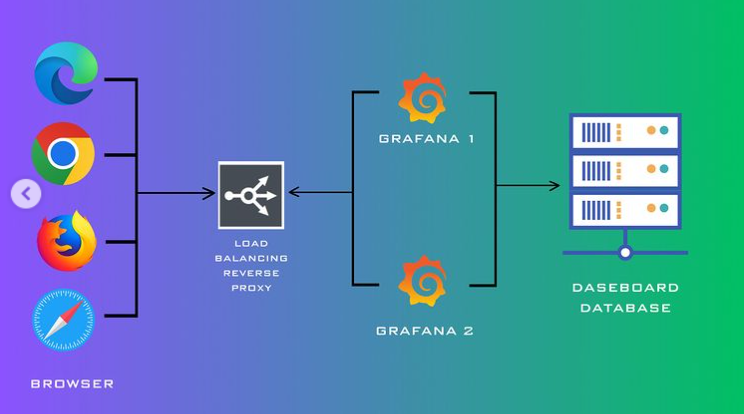 GRAFANA 1
LOAD
BALANCING
REVERSE
PROXY
DASEBOARD
DATABASE
GRAFANA 2
BROWSER